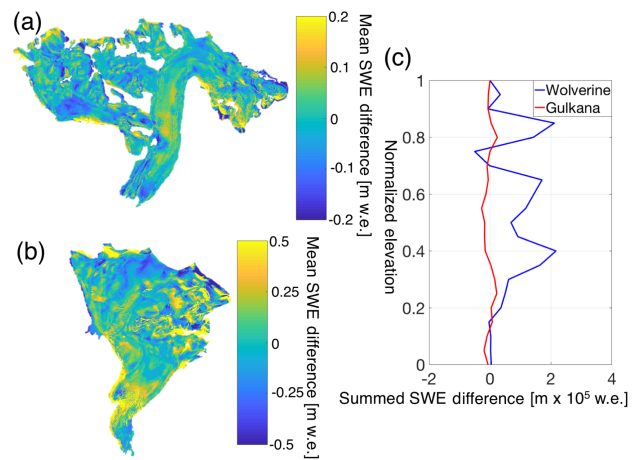 (a)
0.2
0.1
0
-0.1
-0.2
Mean SWE difference [m w.e.]
(b)
0.5
0.25
0
-0.25
-0.5
Mean SWE difference [m w.e.]
(c)
Wolverine
Gulkana
Normalized elevation
1
0.8
0.6
0.4
0.2
0
-2
0
2
4
Summed SWE difference [m x 10⁵ w.e.]